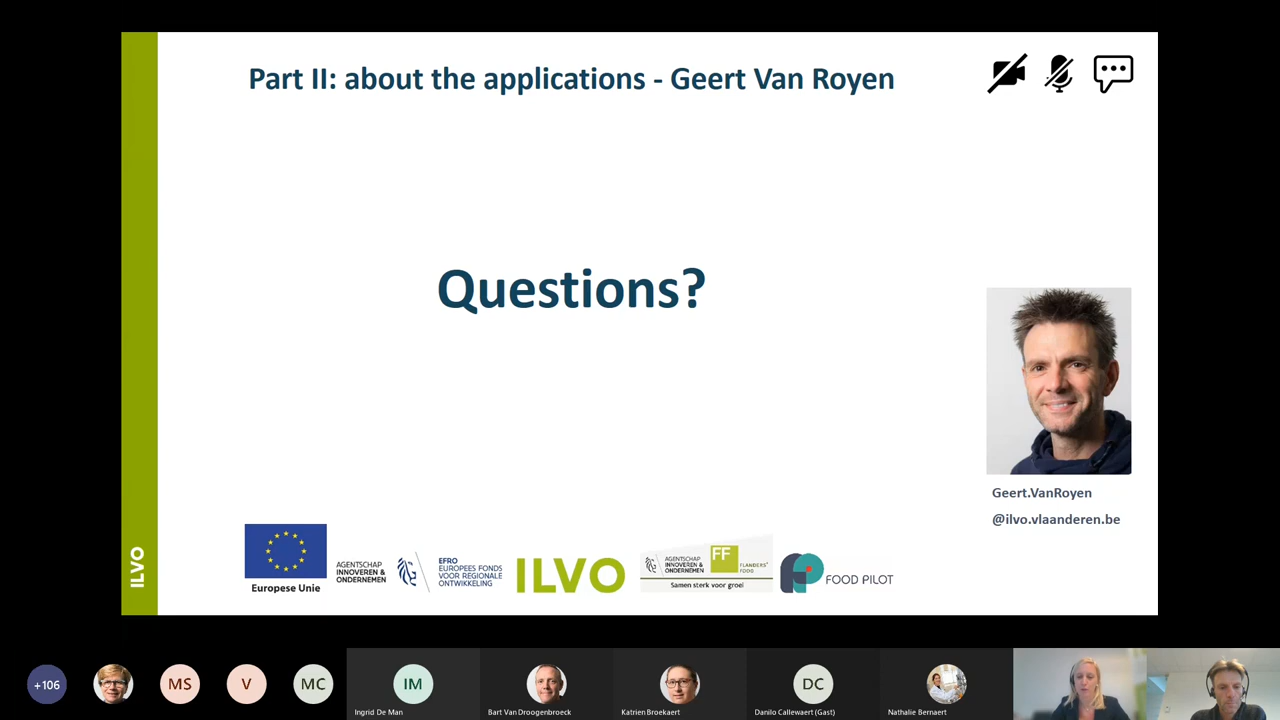 Part II: about the applications - Geert Van Royen
Questions?
Geert.VanRoyen
@ilvo.vlaanderen.be
ILVO
Europese Unie
AGENTSCHAP
INNOVEREN &
ONDERNEMEN
EFRO
EUROPEES FONDS
VOOR REGIONALE
ONTWIKKELING
ILVO
AGENTSCHAP
INNOVEREN &
ONDERNEMEN
FF
FLANDERS'
FOOD
Samen sterk voor groei
FOOD PILOT
+106
MS
V
MC
IM
Ingrid De Man
Bart Van Droogenbroeck
Katrien Broekaert
DC
Danilo Callewaert (Gast)
Nathalie Bernaert